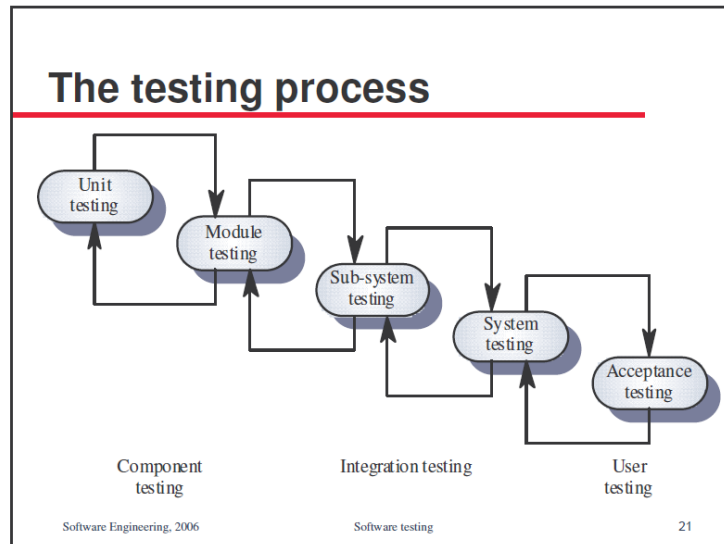 The testing process
Unit
testing
Module
testing
Sub-system
testing
System
testing
Acceptance
testing
Component
testing
Integration testing
User
testing
Software Engineering, 2006
Software testing
21